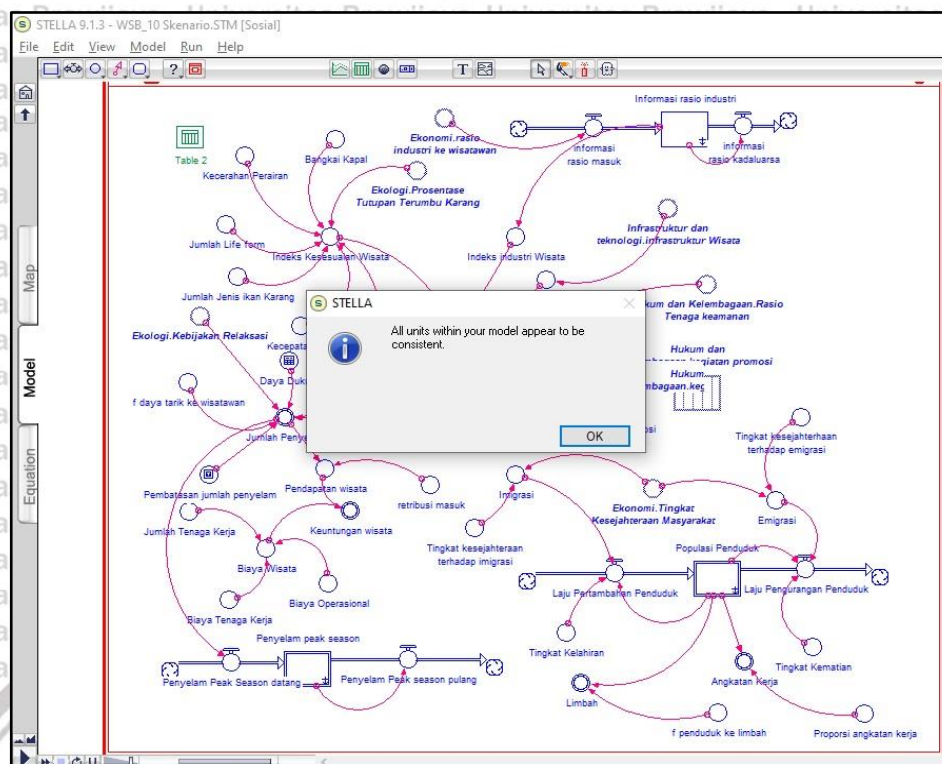 STELLA 9.1.3 - WSB_10 Skenario.STM [Sosial]
File Edit View Model Run Help
Map
Model
Equation
Table 2
Kecerahan Perairan
Bangkai Kapal
Ekonomi.rasio
industri ke wisatawan
Informasi rasio industri
informasi
rasio masuk
informasi
rasio kadaluarsa
Ekologi.Prosentase
Tutupan Terumbu Karang
Jumlah Life form
Indeks Kesesuaian Wisata
Indeks industri Wisata
Infrastruktur dan
teknologi.infrastruktur Wisata
Jumlah Jenis ikan Karang
Ekologi.Kebijakan Relaksasi
kum dan Kelembagaan.Rasio
Tenaga keamanan
STELLA
All units within your model appear to be
consistent.
OK
Kecepata
Daya Duk
Hukum dan
kegiatan promosi
Hukum
mbagaan.keg
f daya tarik ke wisatawan
Jumlah Penye
Pembatasan jumlah penyelam
Pendapatan wisata
retribusi masuk
Jumlah Tenaga Kerja
Keuntungan wisata
Biaya Wisata
Biaya Operasional
Biaya Tenaga Kerja
Imigrasi
Tingkat kesejahteraan
terhadap imigrasi
Ekonomi.Tingkat
Kesejahteraan Masyarakat
Tingkat kesejahterhaan
terhadap emigrasi
Emigrasi
Populasi Penduduk
Laju Pertambahan Penduduk
Laju Pengurangan Penduduk
Tingkat Kelahiran
Tingkat Kematian
Penyelam peak season
Penyelam Peak Season datang
Penyelam Peak season pulang
Limbah
Angkatan Kerja
f penduduk ke limbah
Proporsi angkatan kerja